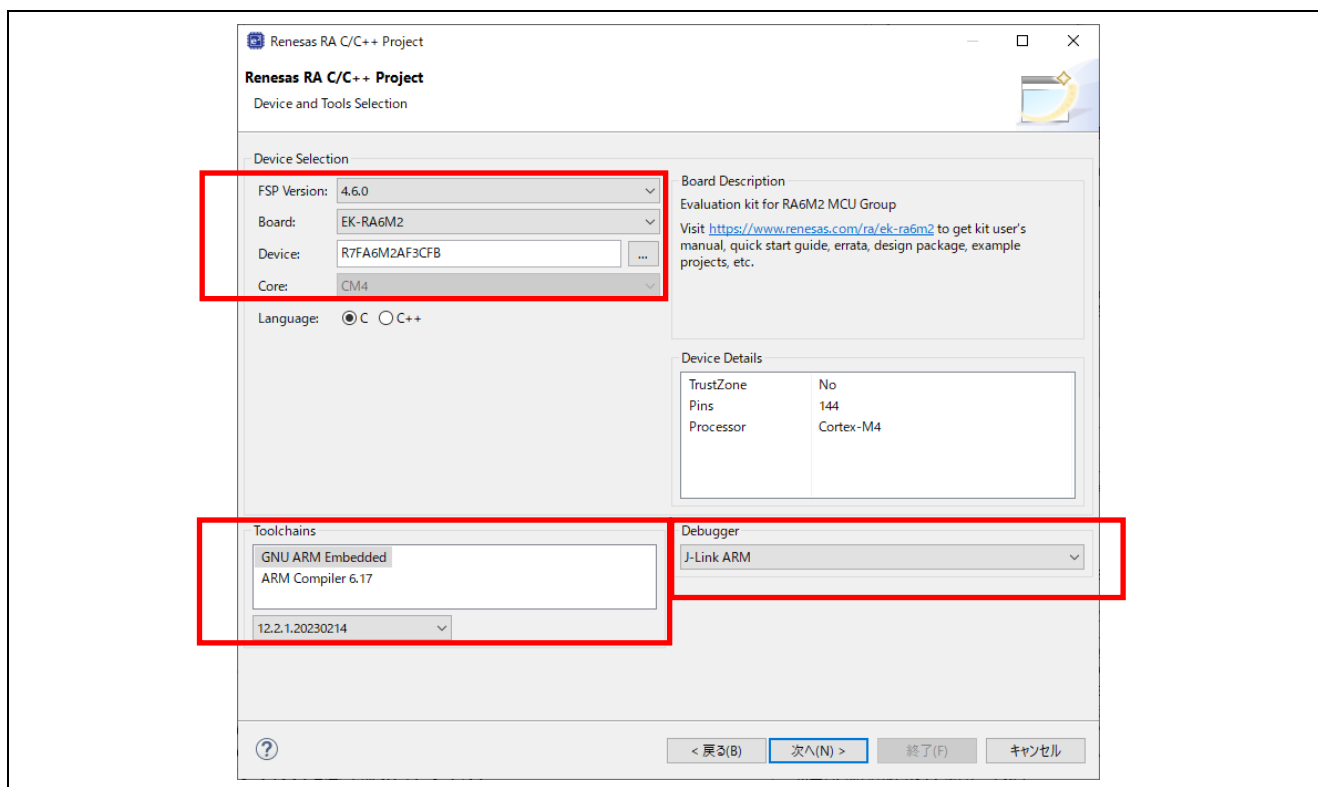 Renesas RA C/C++ Project
Renesas RA C/C++ Project
Device and Tools Selection
Device Selection
FSP Version: 4.6.0
Board: EK-RA6M2
Device: R7FA6M2AF3CFB ...
Core: CM4
Language: C C++
Board Description
Evaluation kit for RA6M2 MCU Group
Visit https://www.renesas.com/ra/ek-ra6m2 to get kit user's
manual, quick start guide, errata, design package, example
projects, etc.
Device Details
TrustZone No
Pins 144
Processor Cortex-M4
Toolchains
GNU ARM Embedded
ARM Compiler 6.17
12.2.1.20230214
Debugger
J-Link ARM
? < 戻る(B) 次へ(N) > 終了(F) キャンセル